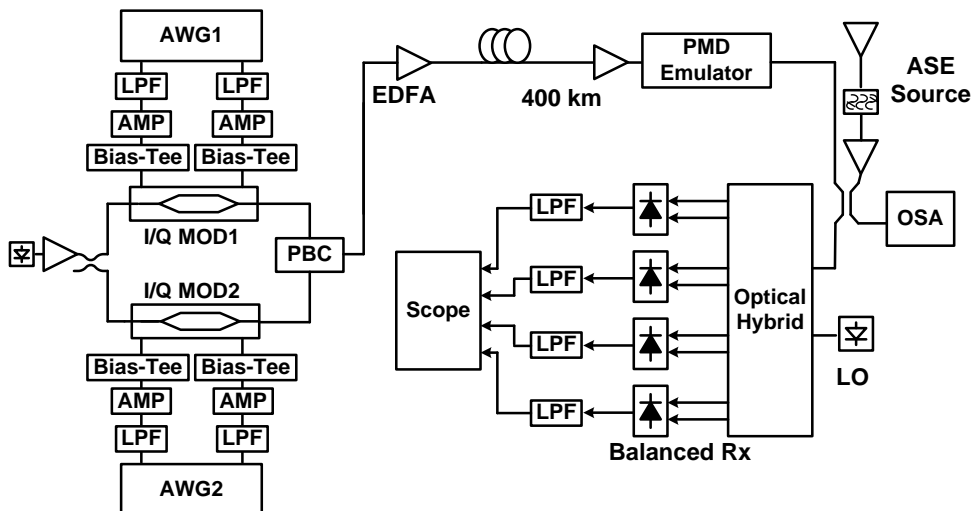 AWG1
LPF LPF
AMP AMP
Bias-Tee Bias-Tee
I/Q MOD1
PBC
I/Q MOD2
Bias-Tee Bias-Tee
AMP AMP
LPF LPF
AWG2
EDFA
400 km
PMD
Emulator
ASE
Source
OSA
Optical
Hybrid
LO
Balanced Rx
LPF
LPF
LPF
LPF
Scope